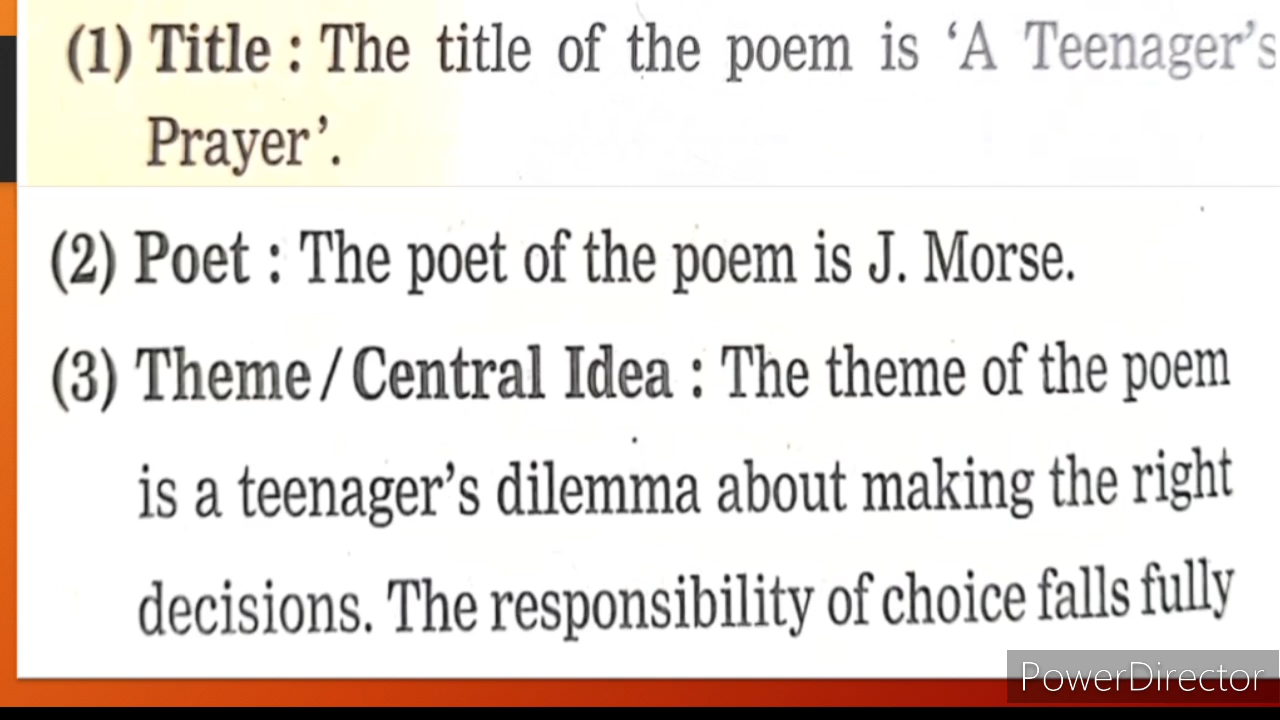 (1) Title : The title of the poem is ‘A Teenager’s
Prayer’.
(2) Poet : The poet of the poem is J. Morse.
(3) Theme/Central Idea : The theme of the poem
is a teenager’s dilemma about making the right
decisions. The responsibility of choice falls fully
PowerDirector